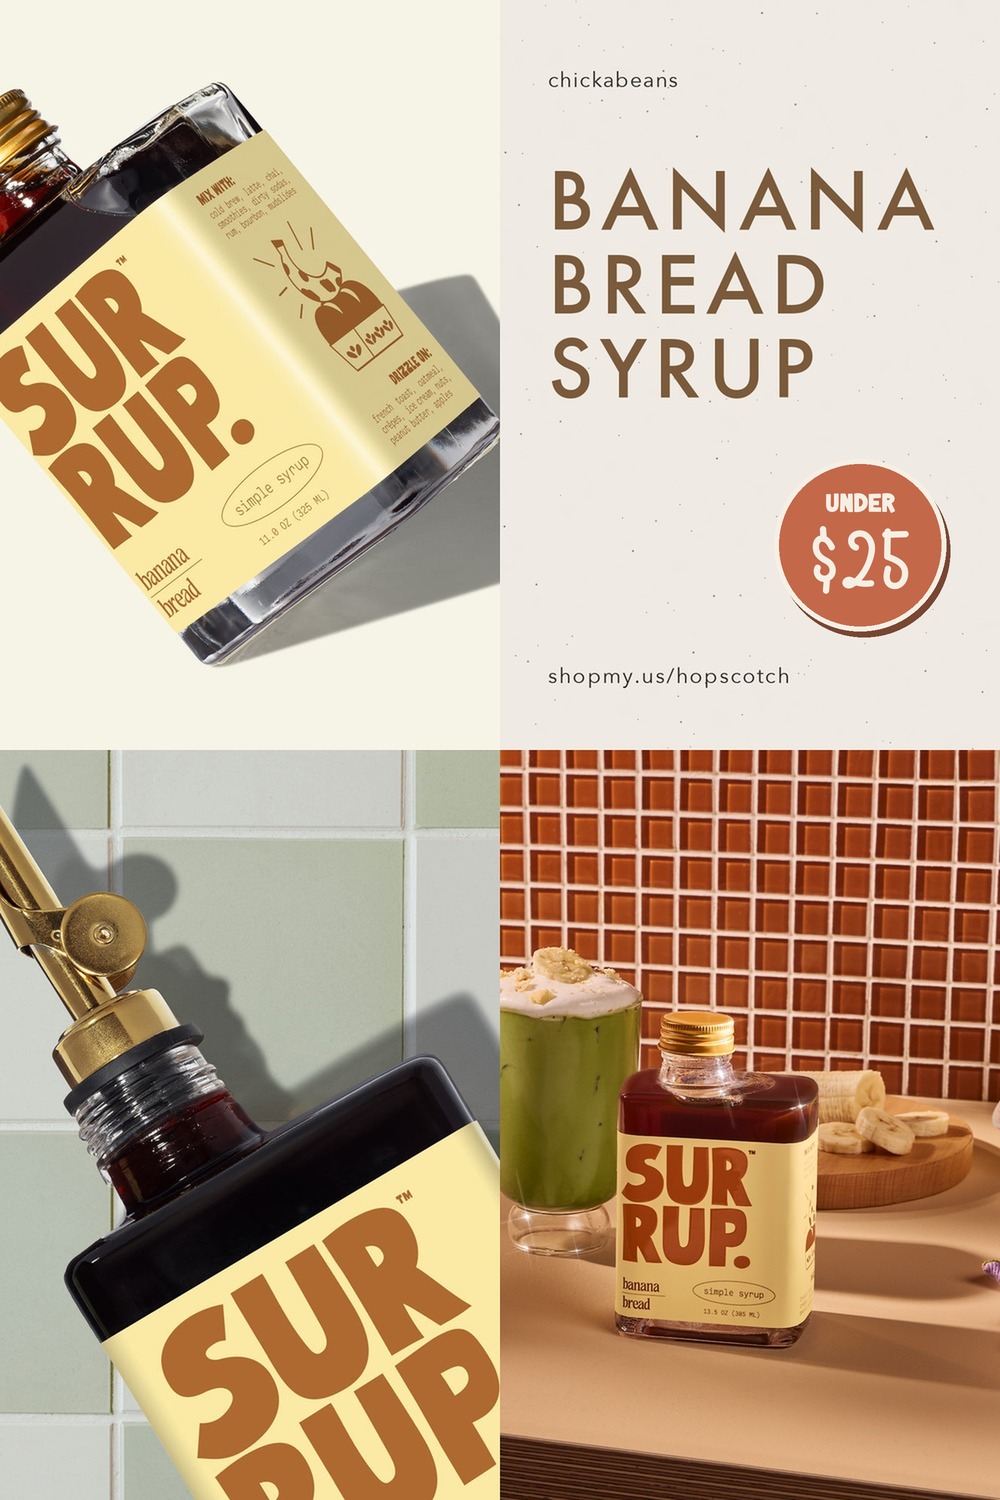 MIX WITH:
cold brew, latte, chai,
smoothies, dirty sodas,
rum, bourbon, mudslides
SUR™
RUP.
DRIZZLE ON:
french toast, oatmeal,
crêpes, ice cream, nuts,
peanut butter, apples
simple syrup
11.0 OZ (325 ML)
banana
bread
chickabeans
BANANA
BREAD
SYRUP
UNDER
$25
shopmy.us/hopscotch
SUR™
RUP
SUR™
RUP.
banana
bread
simple syrup
13.5 OZ (385 ML)